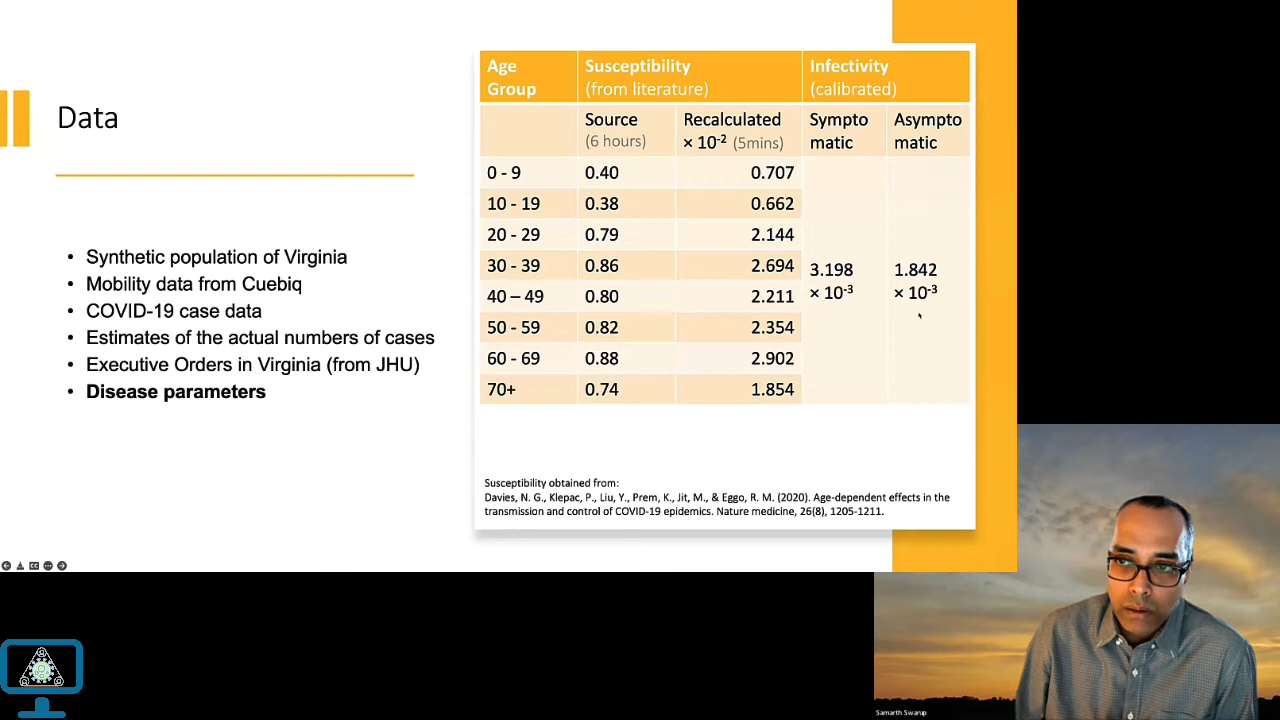 Data
Synthetic population of Virginia
Mobility data from Cuebiq
COVID-19 case data
Estimates of the actual numbers of cases
Executive Orders in Virginia (from JHU)
Disease parameters
Age Group Susceptibility (from literature) Infectivity (calibrated)
Source (6 hours) Recalculated × 10⁻² (5mins) Sympto matic Asympto matic
0 - 9 0.40 0.707
10 - 19 0.38 0.662
20 - 29 0.79 2.144
30 - 39 0.86 2.694
40 – 49 0.80 2.211
50 - 59 0.82 2.354
60 - 69 0.88 2.902
70+ 0.74 1.854
3.198 × 10⁻³ 1.842 × 10⁻³
Susceptibility obtained from:
Davies, N. G., Klepac, P., Liu, Y., Prem, K., Jit, M., & Eggo, R. M. (2020). Age-dependent effects in the
transmission and control of COVID-19 epidemics. Nature medicine, 26(8), 1205-1211.
Samarth Swarup